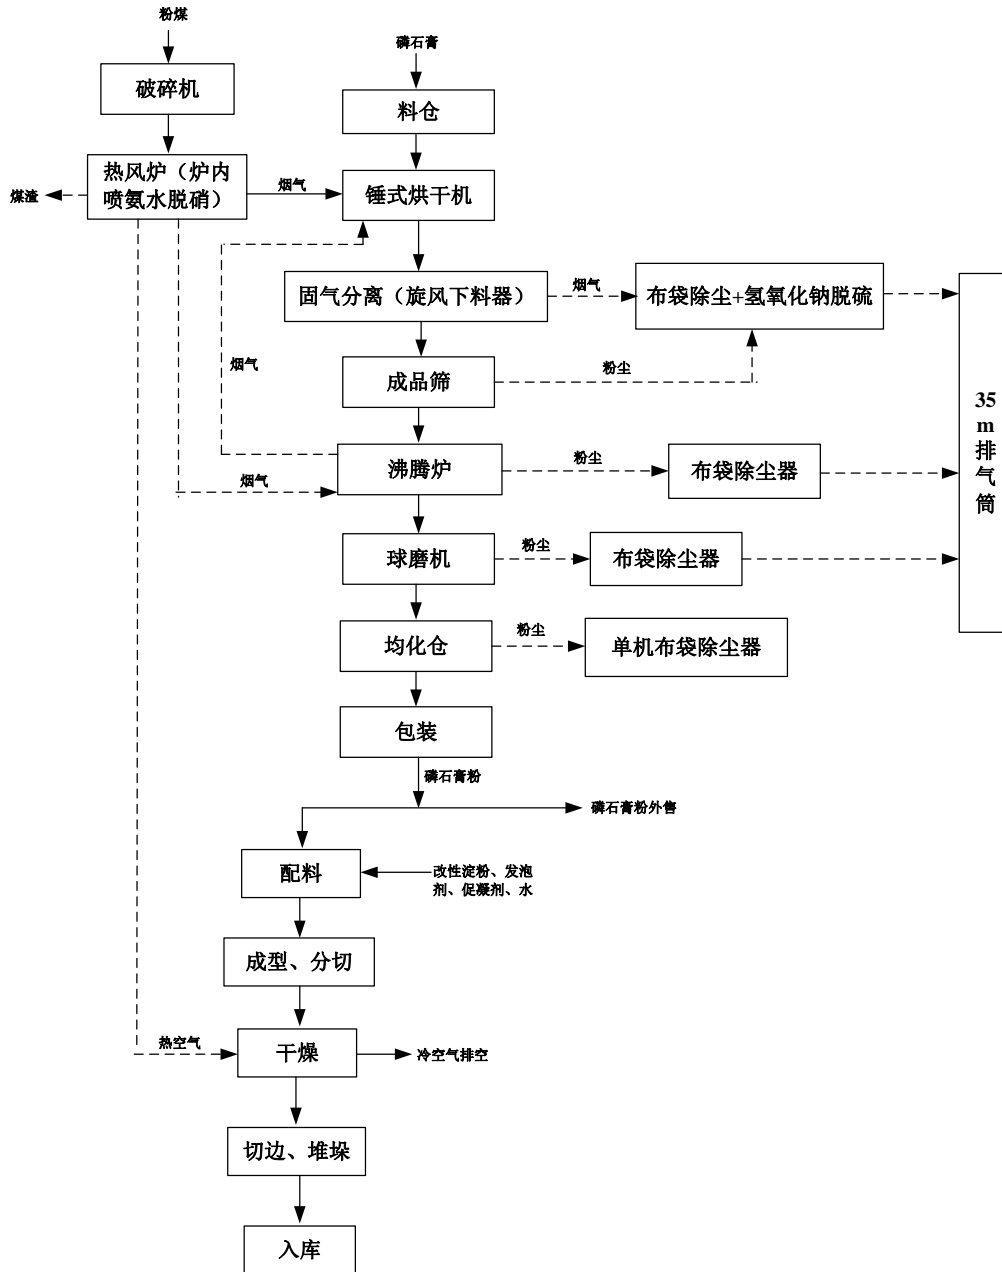 粉煤
磷石膏
破碎机
料仓
热风炉（炉内
喷氨水脱硝）
煤渣
烟气
锤式烘干机
固气分离（旋风下料器）
烟气
布袋除尘+氢氧化钠脱硫
烟气
成品筛
粉尘
35
m
排
气
筒
沸腾炉
粉尘
布袋除尘器
烟气
球磨机
粉尘
布袋除尘器
均化仓
粉尘
单机布袋除尘器
包装
磷石膏粉
磷石膏粉外售
配料
改性淀粉、发泡
剂、促凝剂、水
成型、分切
热空气
干燥
冷空气排空
切边、堆垛
入库